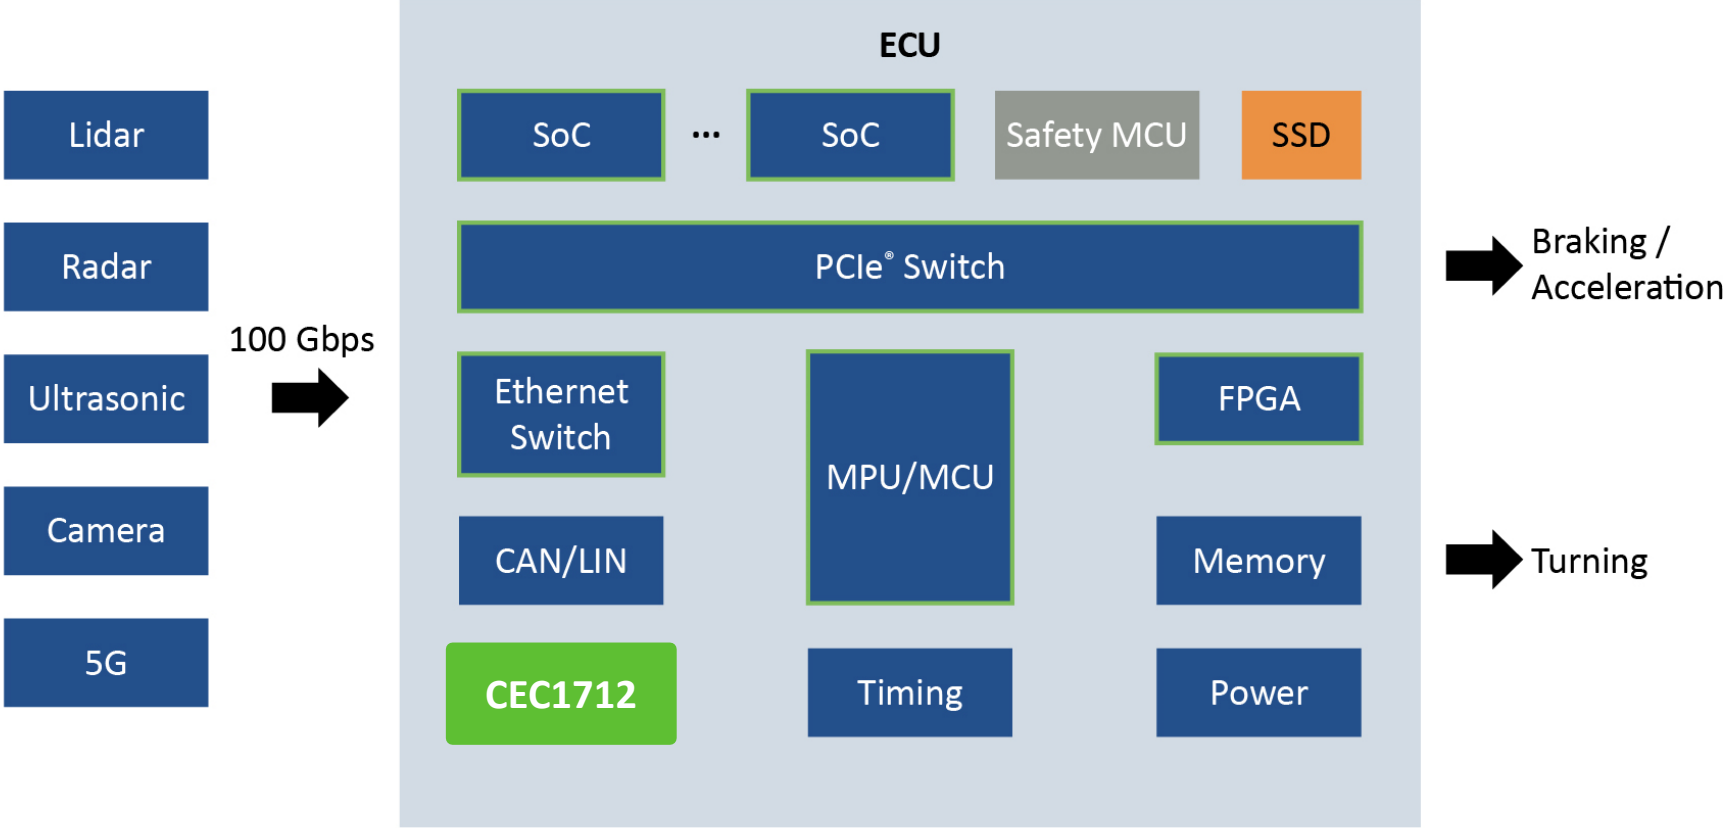 ECU
Lidar
SoC
...
SoC
Safety MCU
SSD
Radar
PCIe® Switch
Braking /
Acceleration
100 Gbps
Ultrasonic
Ethernet
Switch
MPU/MCU
FPGA
Camera
CAN/LIN
Memory
Turning
5G
CEC1712
Timing
Power